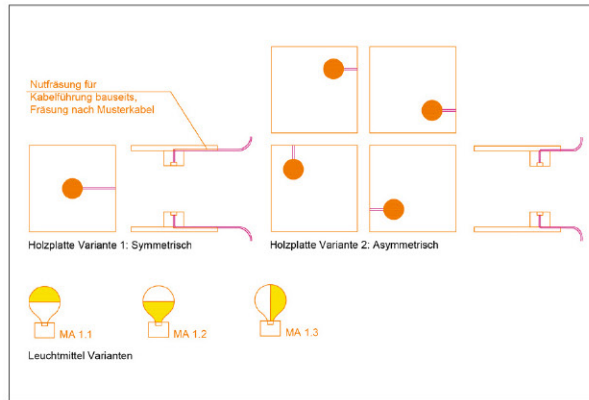 Nutfräsung für
Kabelführung bauseits,
Fräsung nach Musterkabel
Holzplatte Variante 1: Symmetrisch
Holzplatte Variante 2: Asymmetrisch
MA 1.1
MA 1.2
MA 1.3
Leuchtmittel Varianten